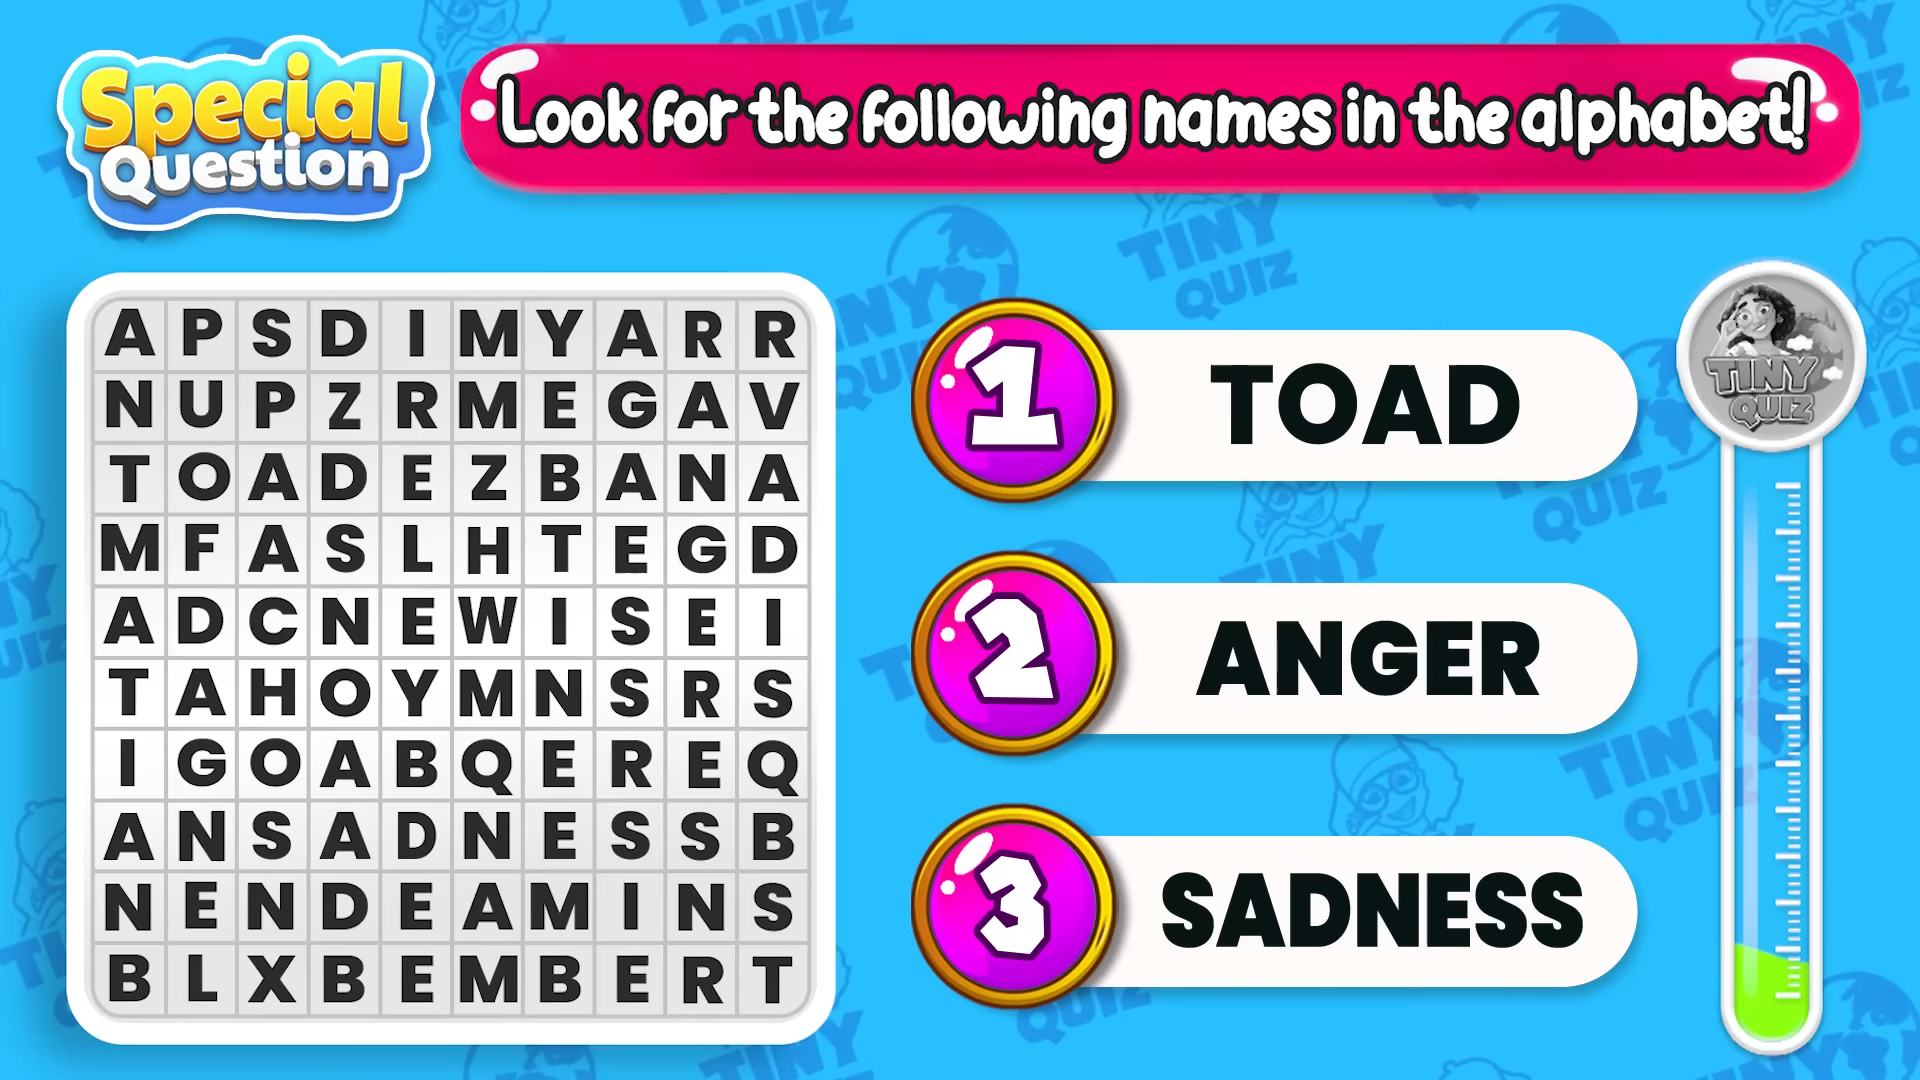 Special
Question
Look for the following names in the alphabet!
A P S D I M Y A R R
N U P Z R M E G A V
T O A D E Z B A N A
M F A S L H T E G D
A D C N E W I S E I
T A H O Y M N S R S
I G O A B Q E R E Q
A N S A D N E S S B
N E N D E A M I N S
B L X B E M B E R T
1 TOAD
2 ANGER
3 SADNESS
TINY
QUIZ